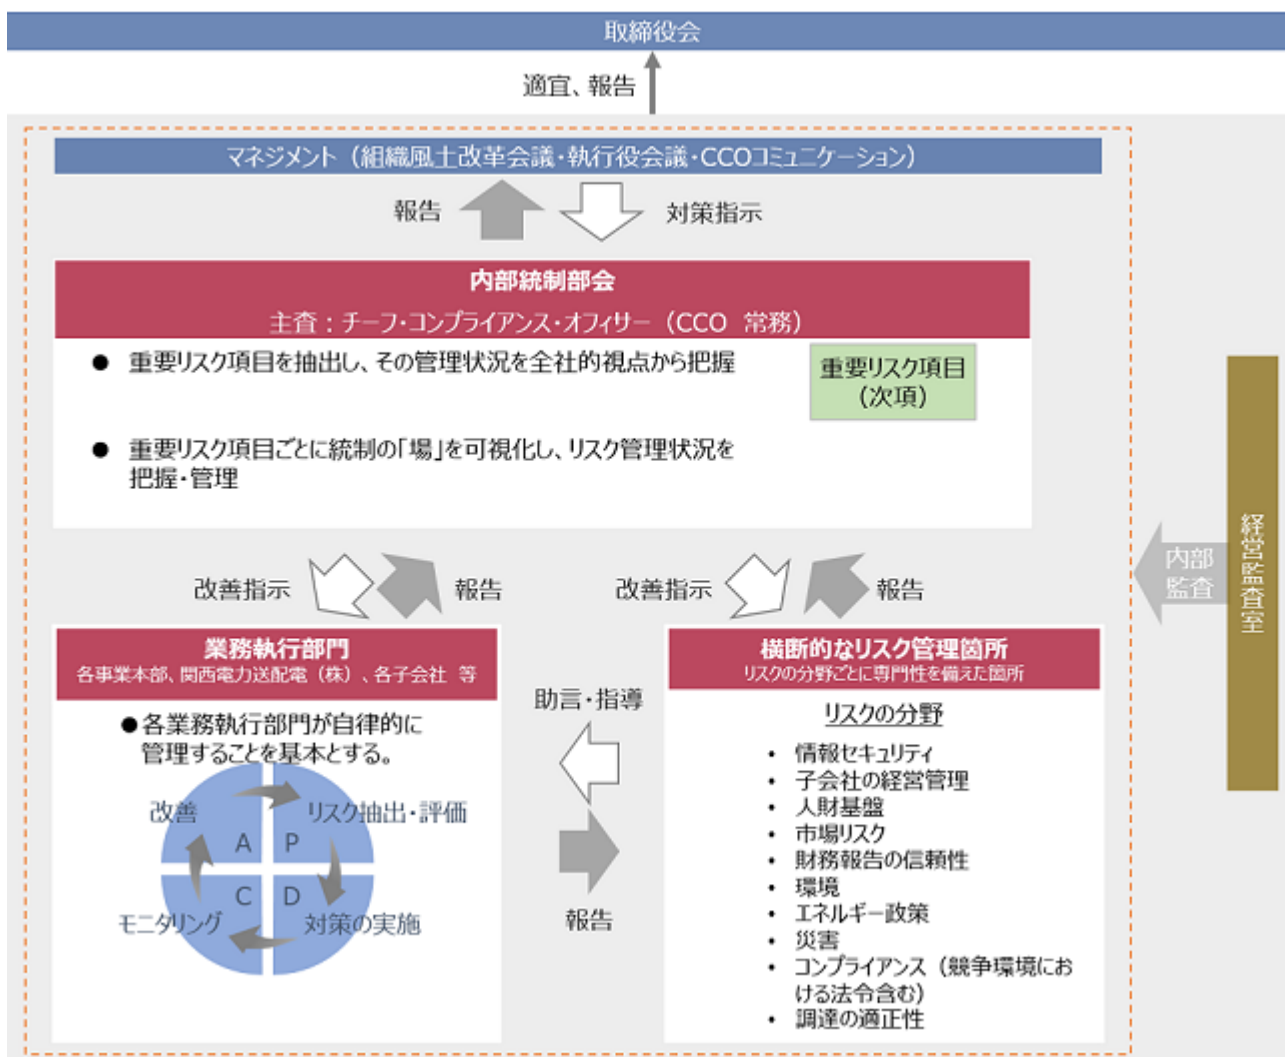 取締役会
適宜、報告
マネジメント（組織風土改革会議・執行役会議・CCOコミュニケーション）
報告
対策指示
内部統制部会
主査：チーフ・コンプライアンス・オフィサー（CCO 常務）
● 重要リスク項目を抽出し、その管理状況を全社的視点から把握
重要リスク項目
（次項）
● 重要リスク項目ごとに統制の「場」を可視化し、リスク管理状況を
把握・管理
経営監査室
内部
監査
改善指示
報告
改善指示
報告
業務執行部門
各事業本部、関西電力送配電（株）、各子会社 等
●各業務執行部門が自律的に
管理することを基本とする。
改善
リスク抽出・評価
A
P
C
D
モニタリング
対策の実施
助言・指導
報告
横断的なリスク管理箇所
リスクの分野ごとに専門性を備えた箇所
リスクの分野
• 情報セキュリティ
• 子会社の経営管理
• 人財基盤
• 市場リスク
• 財務報告の信頼性
• 環境
• エネルギー政策
• 災害
• コンプライアンス（競争環境にお
ける法令含む）
• 調達の適正性